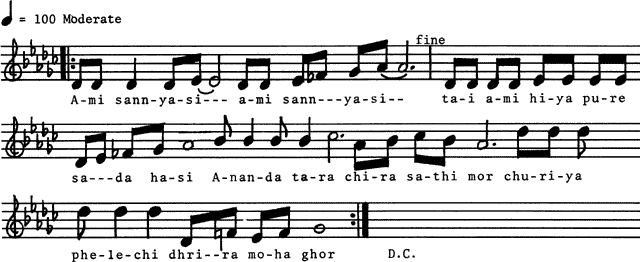 ♩ = 100 Moderate
fine
A-mi sann-ya-si--- a-mi sann---ya-si-- ta-i a-mi hi-ya pu-re
sa---da ha-si A-nan-da ta-ra chi-ra sa-thi mor chu-ri-ya
phe-le-chi dhri--ra mo-ha ghor D.C.